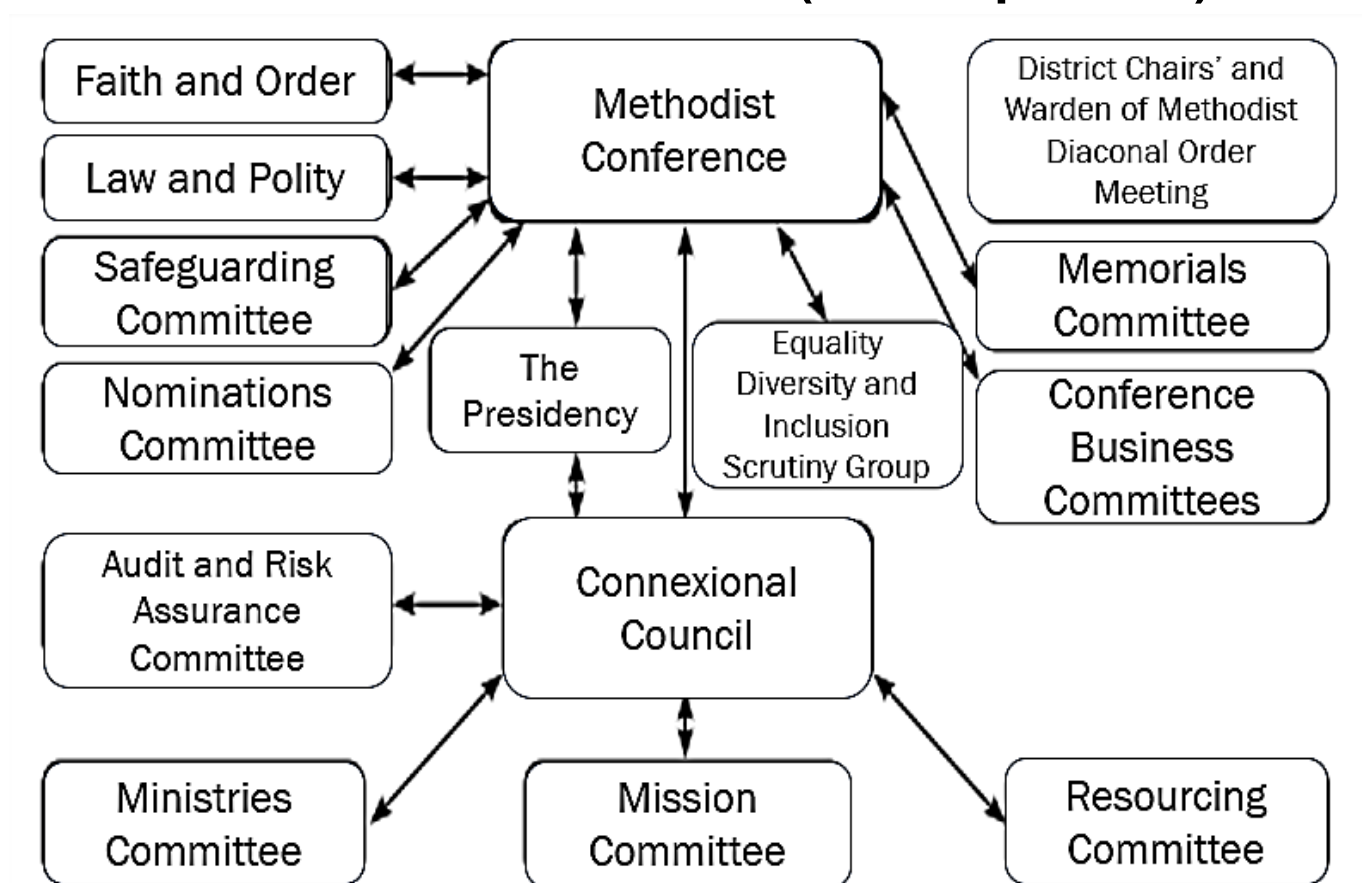 Faith and Order
Law and Polity
Safeguarding
Committee
Nominations
Committee
Methodist
Conference
District Chairs’ and
Warden of Methodist
Diaconal Order
Meeting
Memorials
Committee
Conference
Business
Committees
The
Presidency
Equality
Diversity and
Inclusion
Scrutiny Group
Audit and Risk
Assurance
Committee
Connexional
Council
Ministries
Committee
Mission
Committee
Resourcing
Committee